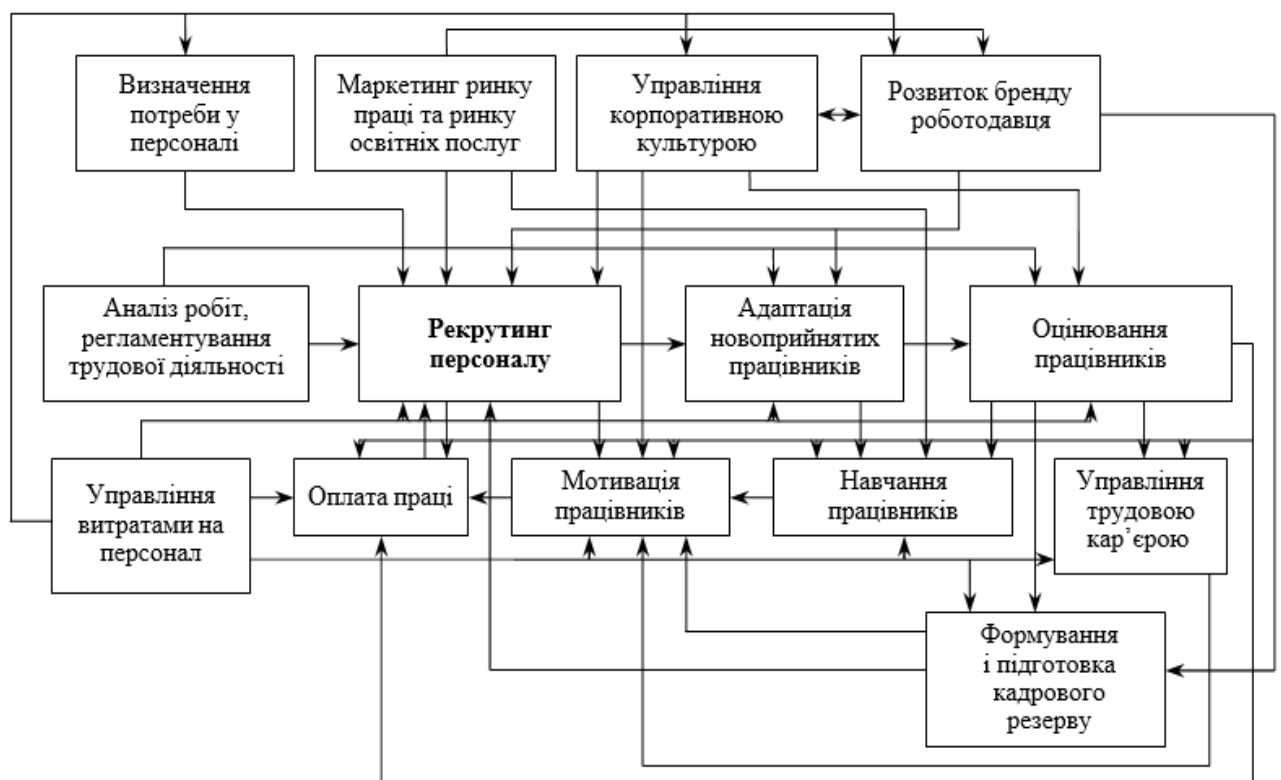 Визначення
потреби у
персоналі
Маркетинг ринку
праці та ринку
освітніх послуг
Управління
корпоративною
культурою
Розвиток бренду
роботодавця
Аналіз робіт,
регламентування
трудової діяльності
Рекрутинг
персоналу
Адаптація
новоприйнятих
працівників
Оцінювання
працівників
Управління
витратами на
персонал
Оплата праці
Мотивація
працівників
Навчання
працівників
Управління
трудовою
кар’єрою
Формування
і підготовка
кадрового
резерву